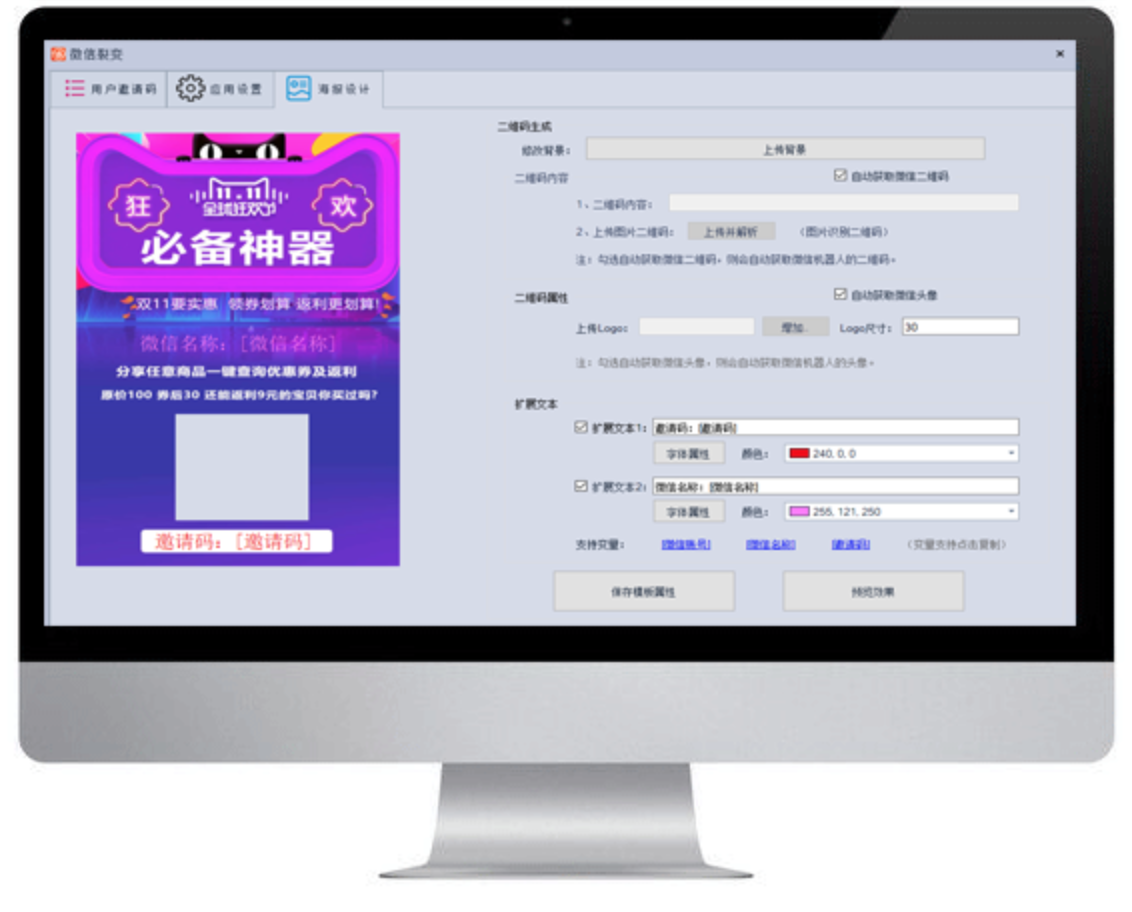 微信裂变
用户邀请码 应用设置 海报设计
狂 11.11 欢
全球狂欢节
必备神器
双11要实惠 领券划算 返利更划算!
微信名称:[微信名称]
分享任意商品一键查询优惠券及返利
原价100 券后30 还能返利9元的宝贝你买过吗?
邀请码:[邀请码]
二维码生成
修改背景: 上传背景
二维码内容 自动获取微信二维码
1、二维码内容:
2、上传图片二维码: 上传并解析 (图片识别二维码)
注:勾选自动获取微信二维码,则会自动获取微信机器人的二维码。
二维码属性 自动获取微信头像
上传Logo: 增加.. Logo尺寸: 30
注:勾选自动获取微信头像,则会自动获取微信机器人的头像。
扩展文本
扩展文本1: 邀请码:[邀请码]
字体属性 颜色: 240, 0, 0
扩展文本2: 微信名称:[微信名称]
字体属性 颜色: 255, 121, 250
支持变量: [微信账号] [微信名称] [邀请码] (变量支持点击复制)
保存模板属性 预览效果